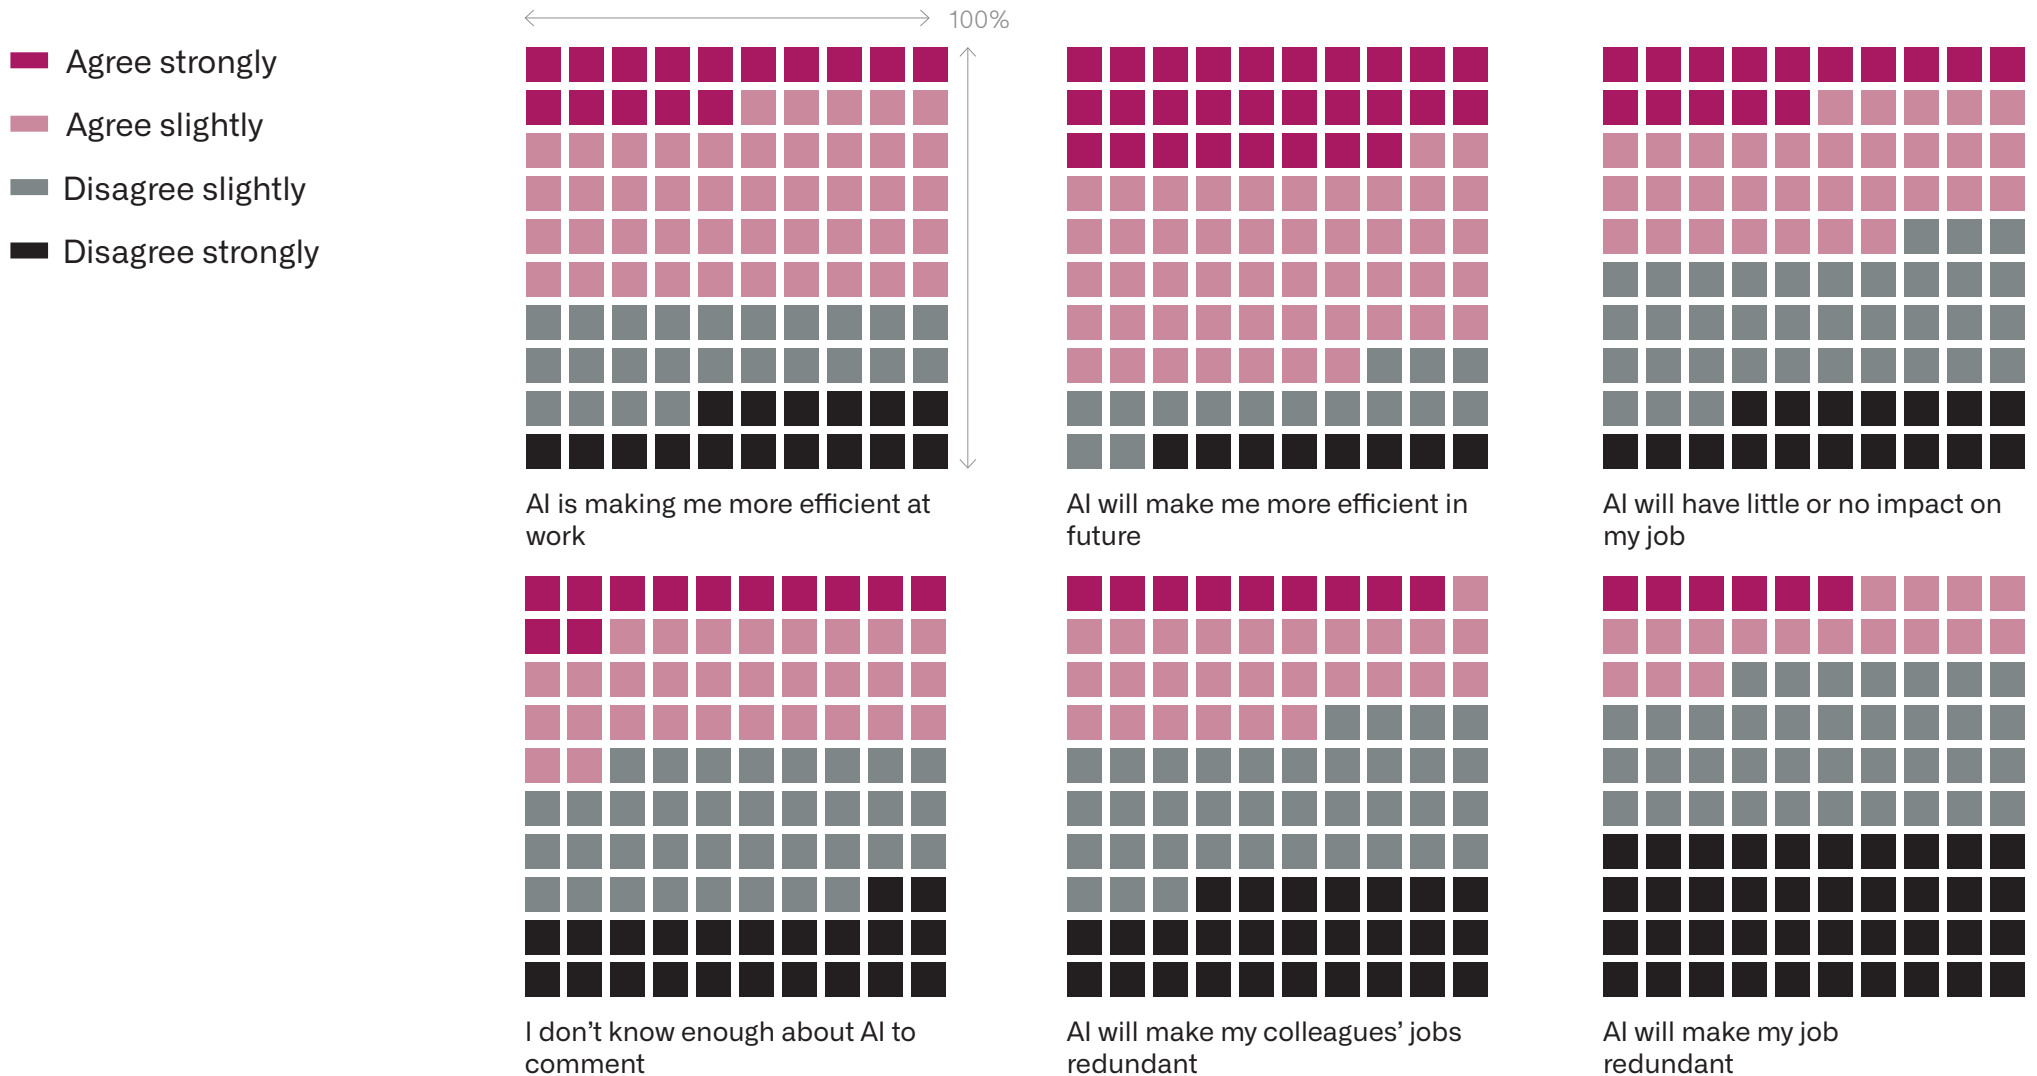 100%
Agree strongly
Agree slightly
Disagree slightly
Disagree strongly
AI is making me more efficient at
work
AI will make me more efficient in
future
AI will have little or no impact on
my job
I don’t know enough about AI to
comment
AI will make my colleagues’ jobs
redundant
AI will make my job
redundant